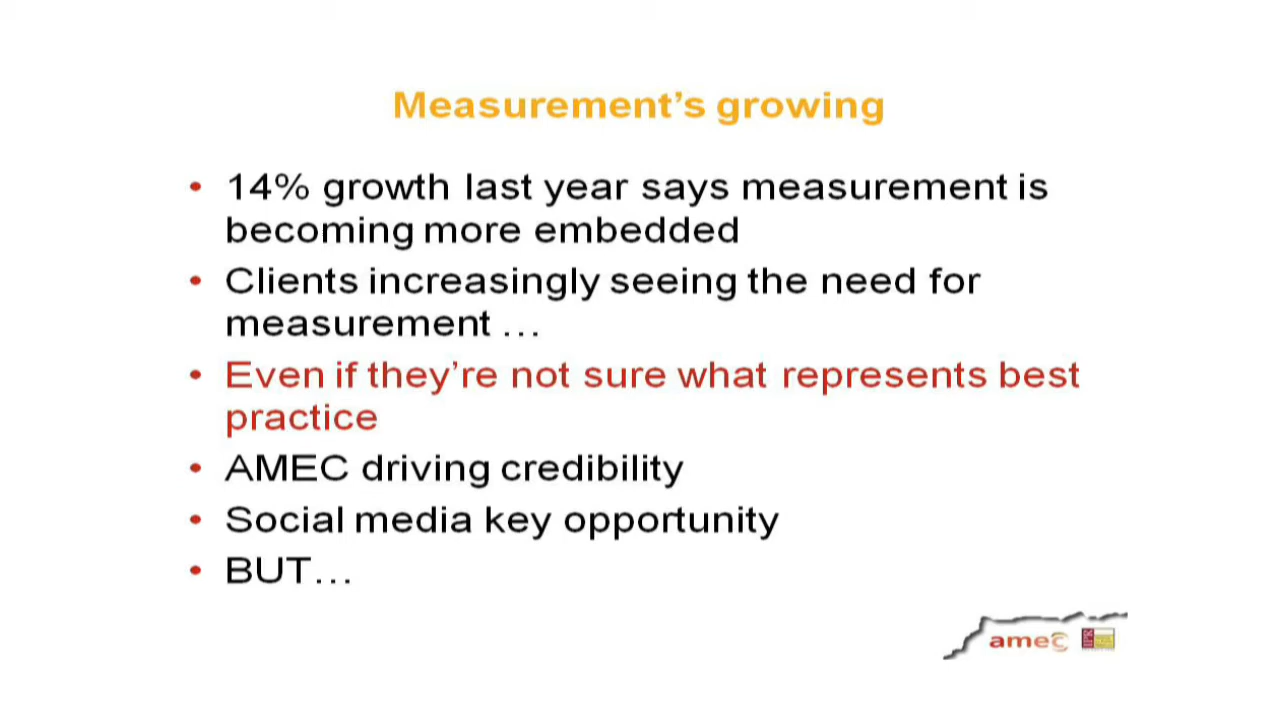 Measurement's growing
• 14% growth last year says measurement is
becoming more embedded
• Clients increasingly seeing the need for
measurement …
• Even if they're not sure what represents best
practice
• AMEC driving credibility
• Social media key opportunity
• BUT…
amec
IPR